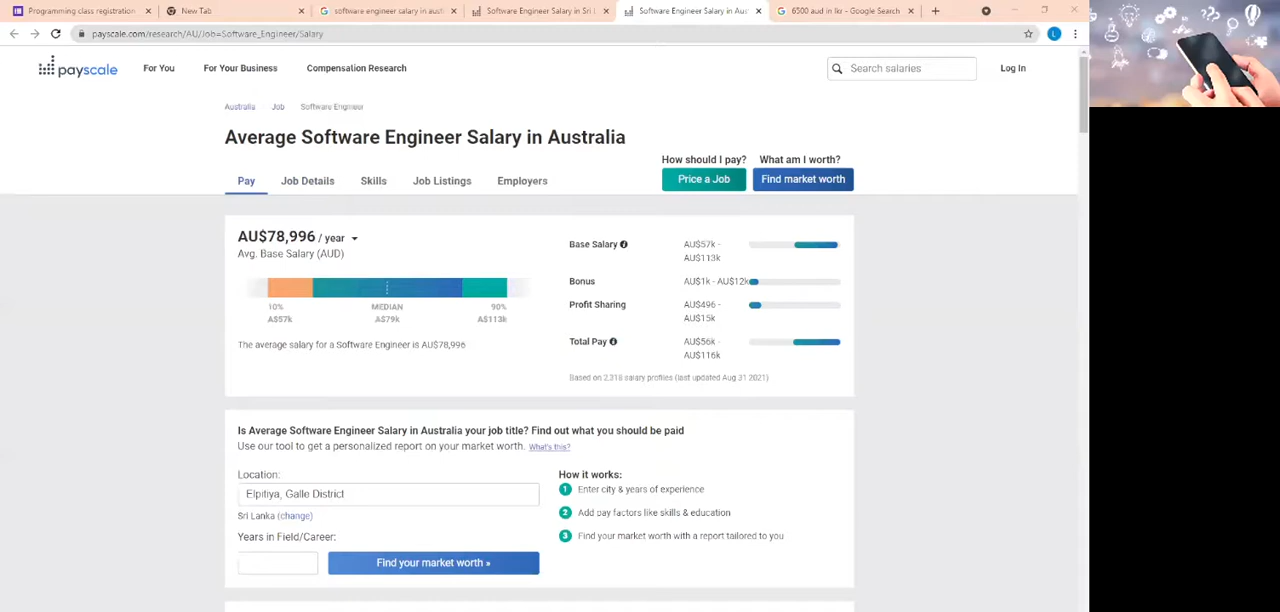 Programming class registration
New Tab
software engineer salary in aust
Software Engineer Salary in Sri L
Software Engineer Salary in Aus
6500 aud in lkr - Google Search
payscale.com/research/AU/Job=Software_Engineer/Salary
L
payscale
For You
For Your Business
Compensation Research
Search salaries
Log In
Australia
Job
Software Engineer
Average Software Engineer Salary in Australia
How should I pay?
What am I worth?
Price a Job
Find market worth
Pay
Job Details
Skills
Job Listings
Employers
AU$78,996 / year
Avg. Base Salary (AUD)
10%
MEDIAN
90%
A$57k
A$79k
A$113k
The average salary for a Software Engineer is AU$78,996
Base Salary
AU$57k -
AU$113k
Bonus
AU$1k - AU$12k
Profit Sharing
AU$496 -
AU$15k
Total Pay
AU$56k -
AU$116k
Based on 2,318 salary profiles (last updated Aug 31 2021)
Is Average Software Engineer Salary in Australia your job title? Find out what you should be paid
Use our tool to get a personalized report on your market worth. What's this?
Location:
Elpitiya, Galle District
Sri Lanka (change)
Years in Field/Career:
Find your market worth »
How it works:
1 Enter city & years of experience
2 Add pay factors like skills & education
3 Find your market worth with a report tailored to you